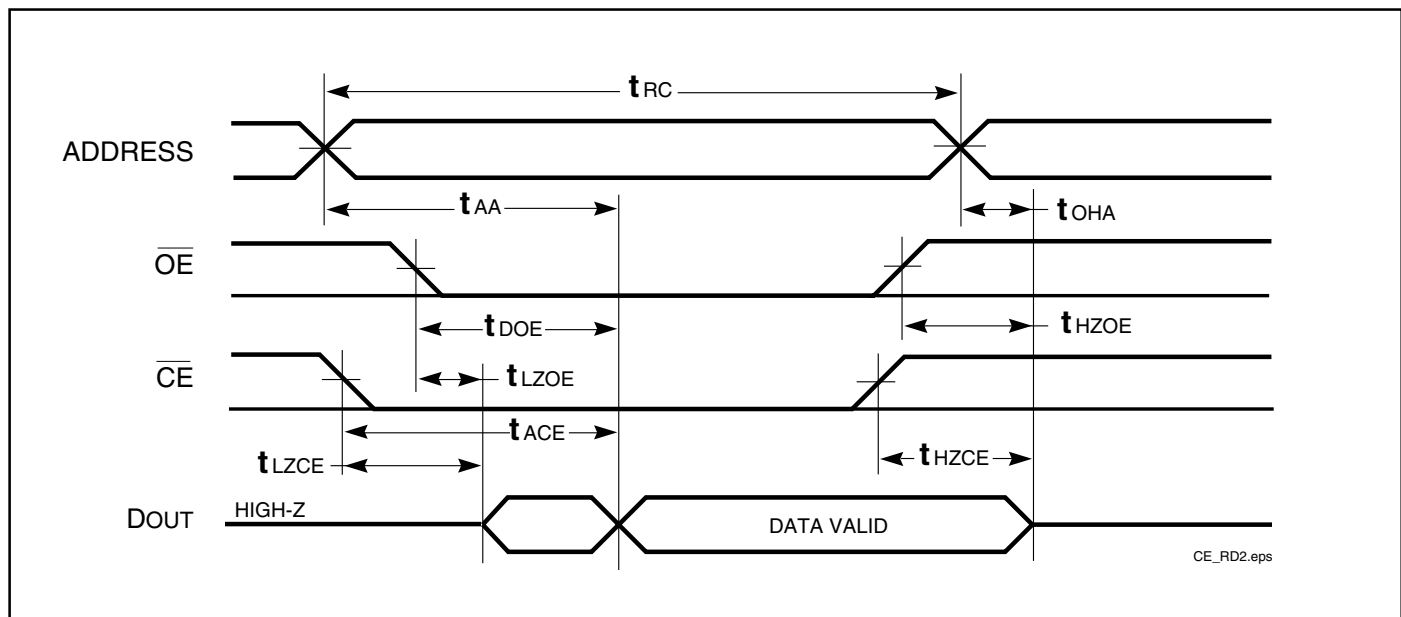 tRC
ADDRESS
tAA
tOHA
OE
tDOE
tHZOE
CE
tLZOE
tACE
tLZCE
tHZCE
DOUT
HIGH-Z
DATA VALID
CE_RD2.eps